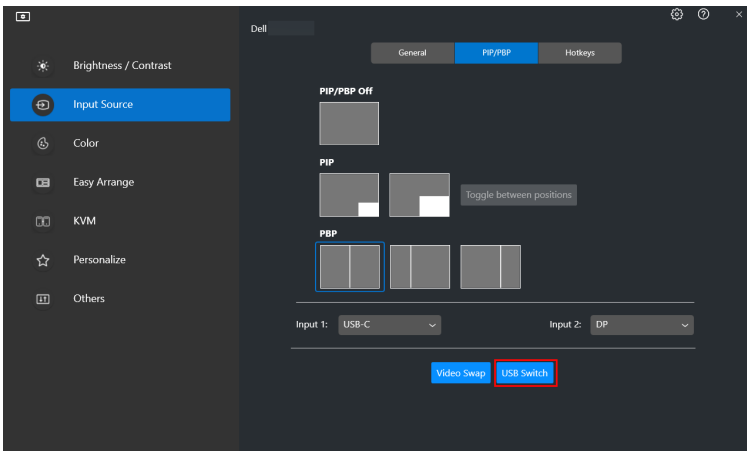 Dell
General PIP/PBP Hotkeys
Brightness / Contrast
Input Source
Color
Easy Arrange
KVM
Personalize
Others
PIP/PBP Off
PIP
Toggle between positions
PBP
Input 1: USB-C Input 2: DP
Video Swap USB Switch